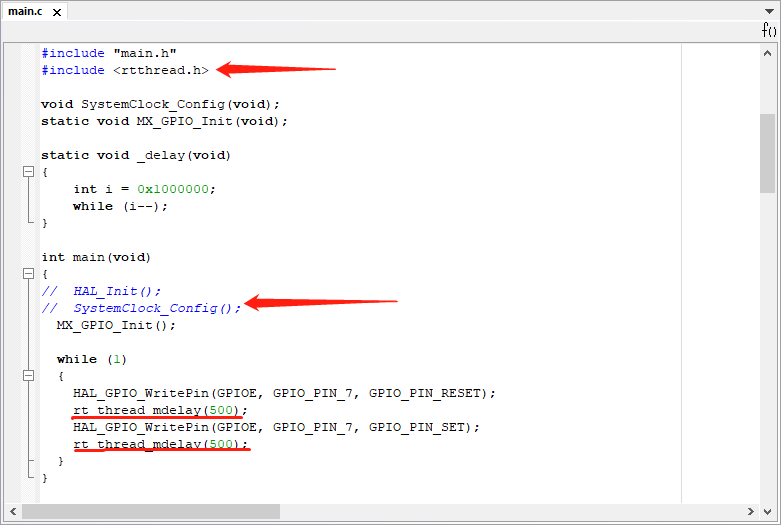 main.c
f()
#include "main.h"
#include <rtthread.h>
void SystemClock_Config(void);
static void MX_GPIO_Init(void);
static void _delay(void)
{
int i = 0x1000000;
while (i--);
}
int main(void)
{
// HAL_Init();
// SystemClock_Config();
MX_GPIO_Init();
while (1)
{
HAL_GPIO_WritePin(GPIOE, GPIO_PIN_7, GPIO_PIN_RESET);
rt_thread_mdelay(500);
HAL_GPIO_WritePin(GPIOE, GPIO_PIN_7, GPIO_PIN_SET);
rt_thread_mdelay(500);
}
}